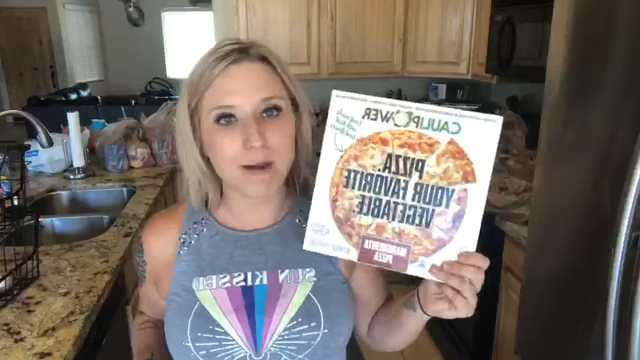 CAULIPOWER
PIZZA.
YOUR FAVORITE
VEGETABLE.
MARGHERITA
PIZZA
SUN KISSED